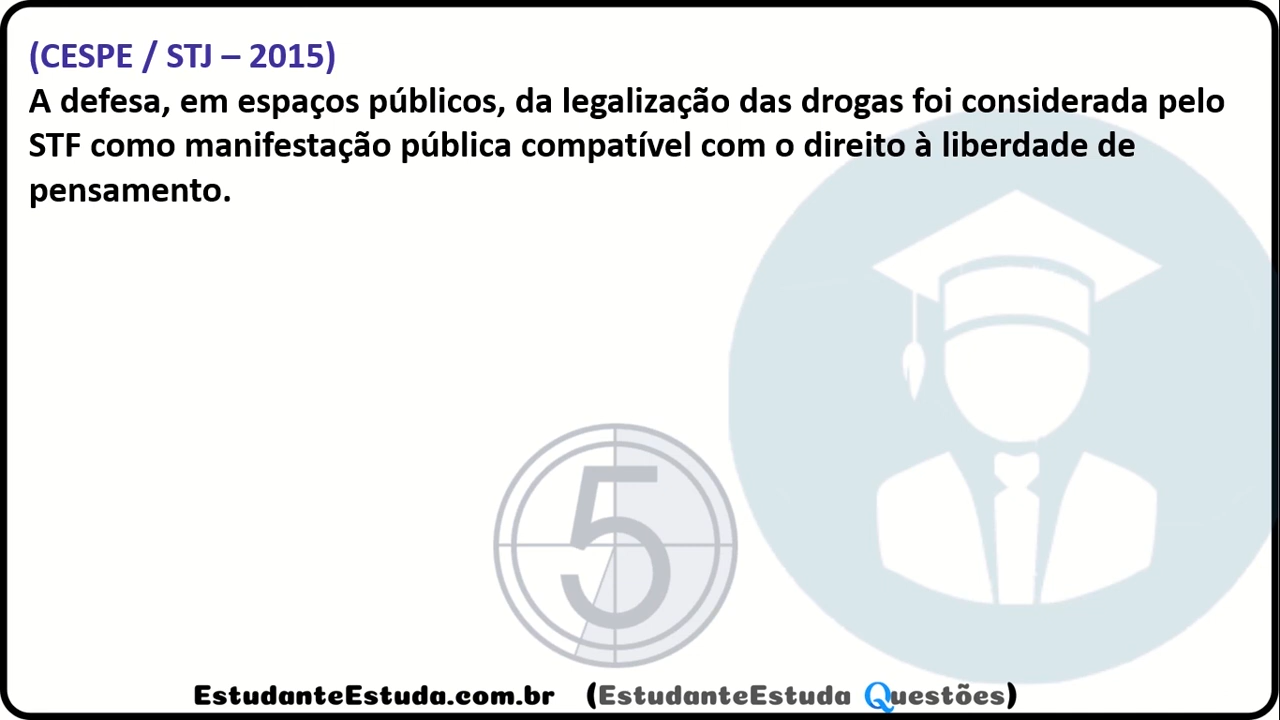 (CESPE / STJ – 2015)
A defesa, em espaços públicos, da legalização das drogas foi considerada pelo
STF como manifestação pública compatível com o direito à liberdade de
pensamento.
5
EstudanteEstuda.com.br (EstudanteEstuda Questões)